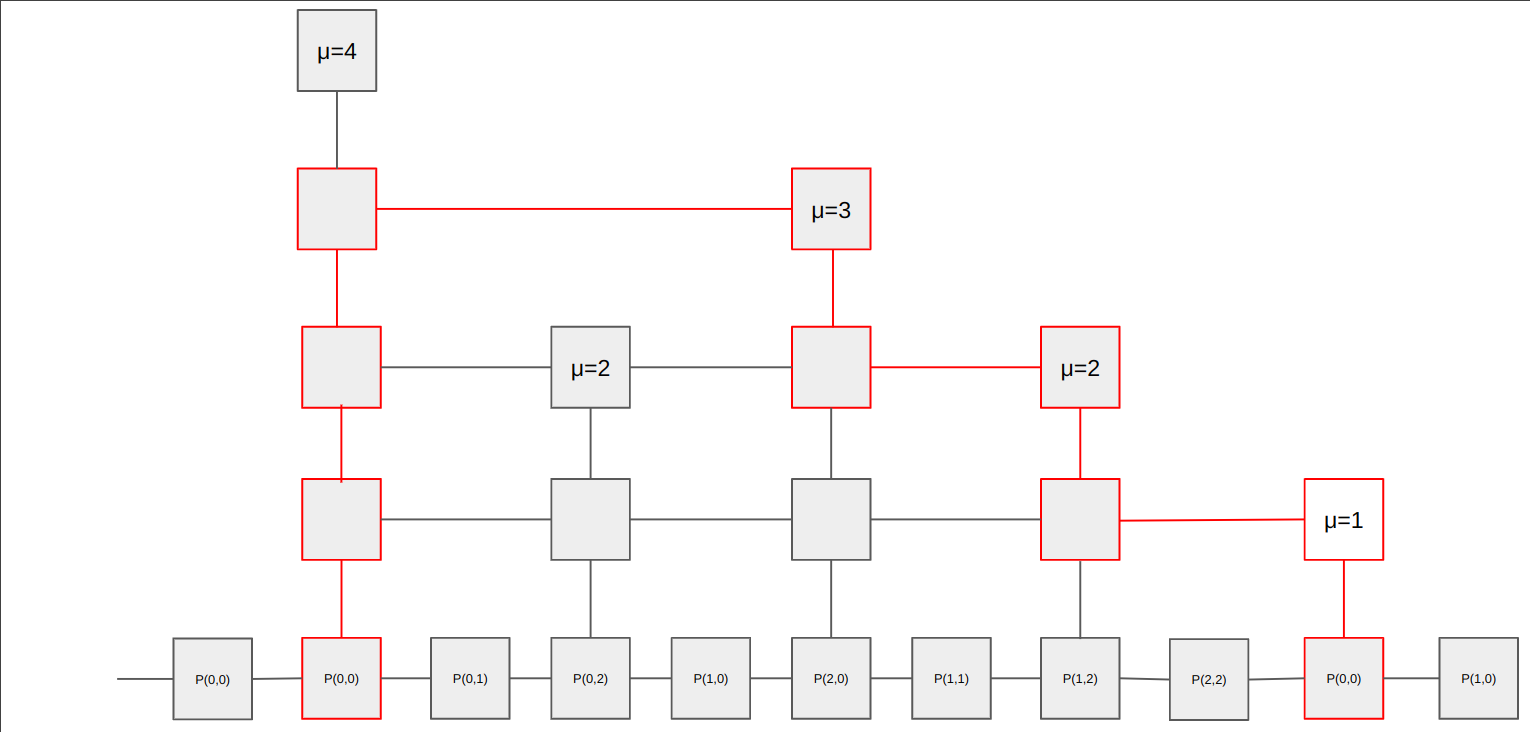 μ=4
μ=3
μ=2
μ=2
μ=1
P(0,0)
P(0,0)
P(0,1)
P(0,2)
P(1,0)
P(2,0)
P(1,1)
P(1,2)
P(2,2)
P(0,0)
P(1,0)